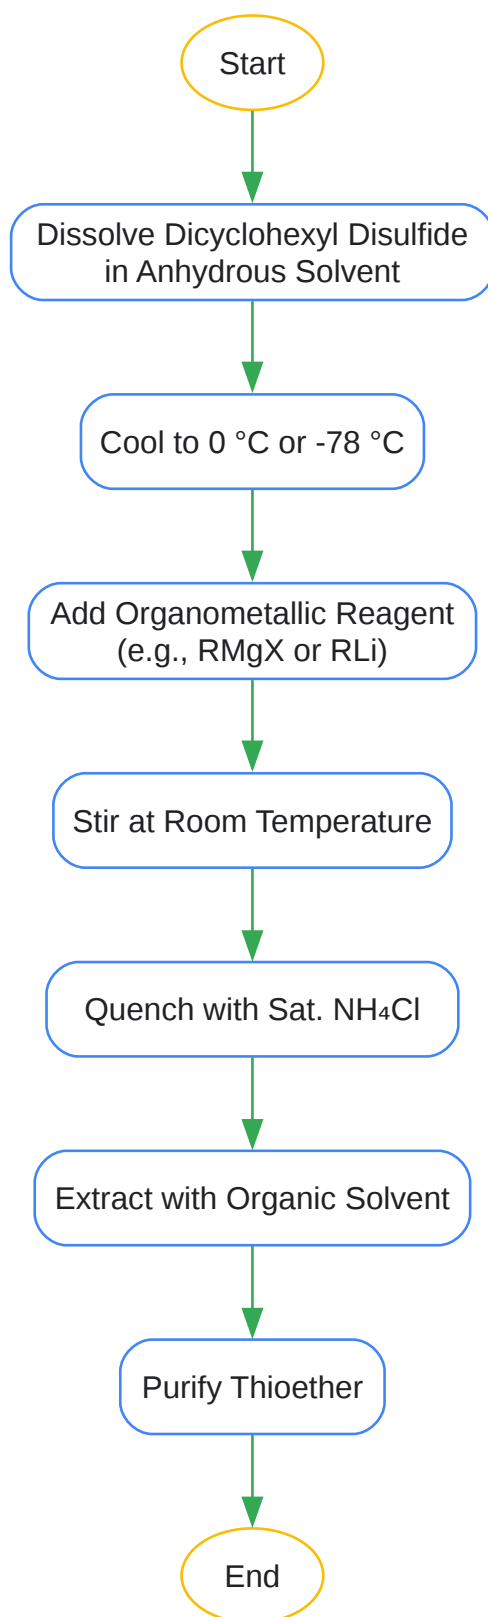 Start
Dissolve Dicyclohexyl Disulfide
in Anhydrous Solvent
Cool to 0 °C or -78 °C
Add Organometallic Reagent
(e.g., RMgX or RLi)
Stir at Room Temperature
Quench with Sat. NH₄Cl
Extract with Organic Solvent
Purify Thioether
End